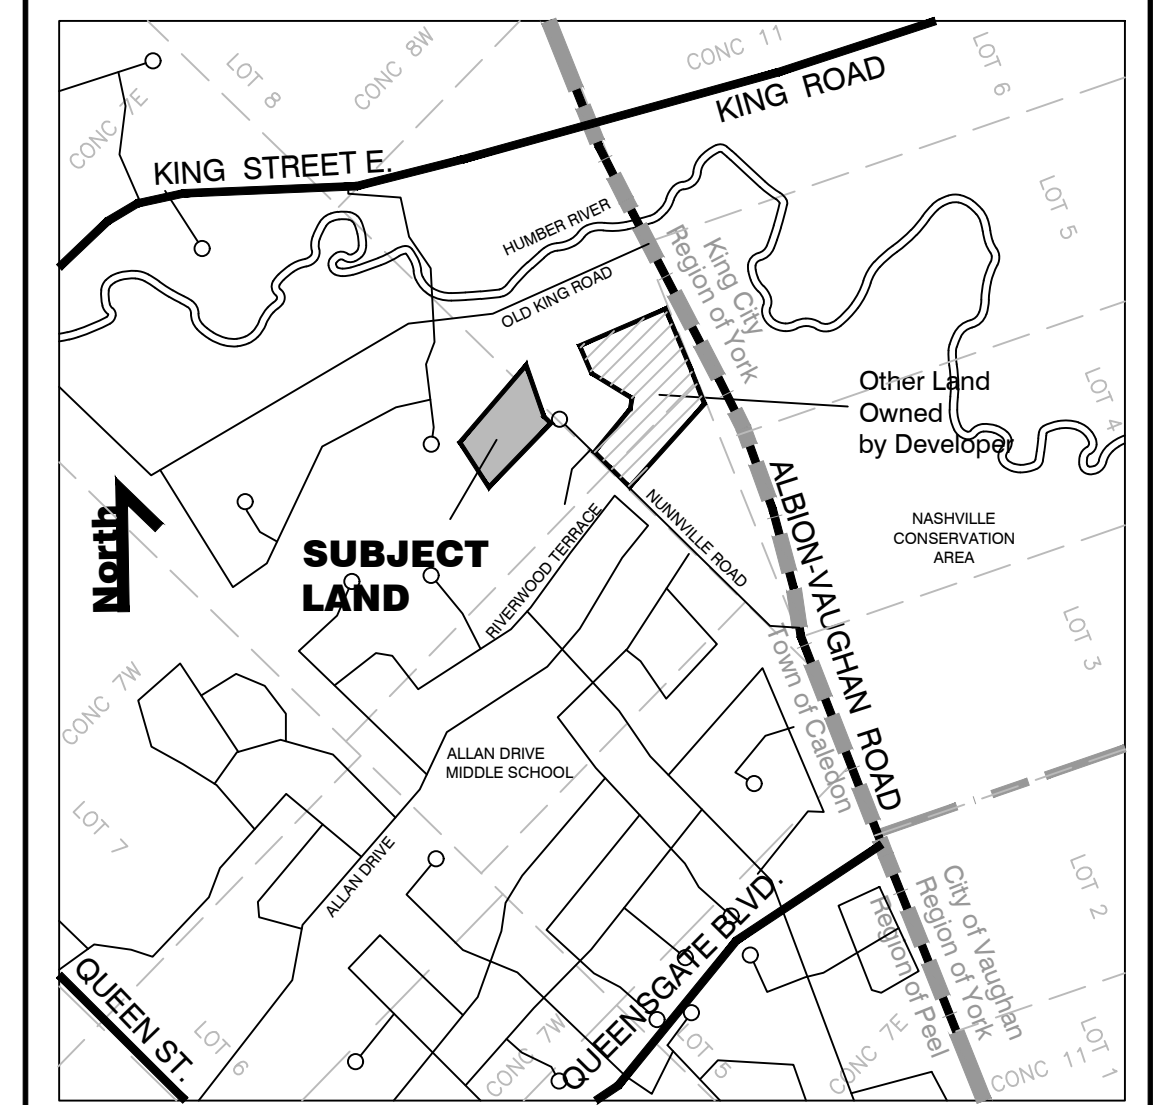 CONC 7E
LOT 8
CONC 8W
CONC 11
LOT 6
KING ROAD
KING STREET E.
LOT 5
HUMBER RIVER
King City
Region of York
OLD KING ROAD
Other Land
Owned
by Developer
LOT 4
North
SUBJECT
LAND
RIVERWOOD TERRACE
NUNNVILLE ROAD
ALBION-VAUGHAN ROAD
NASHVILLE
CONSERVATION
AREA
LOT 3
CONC 7W
Town of Caledon
ALLAN DRIVE
MIDDLE SCHOOL
LOT 7
ALLAN DRIVE
LOT 2
QUEENSGATE BLVD.
City of Vaughan
Region of York
Region of Peel
QUEEN ST.
LOT 6
CONC 7W
LOT 5
CONC 7E
CONC 11
LOT 1